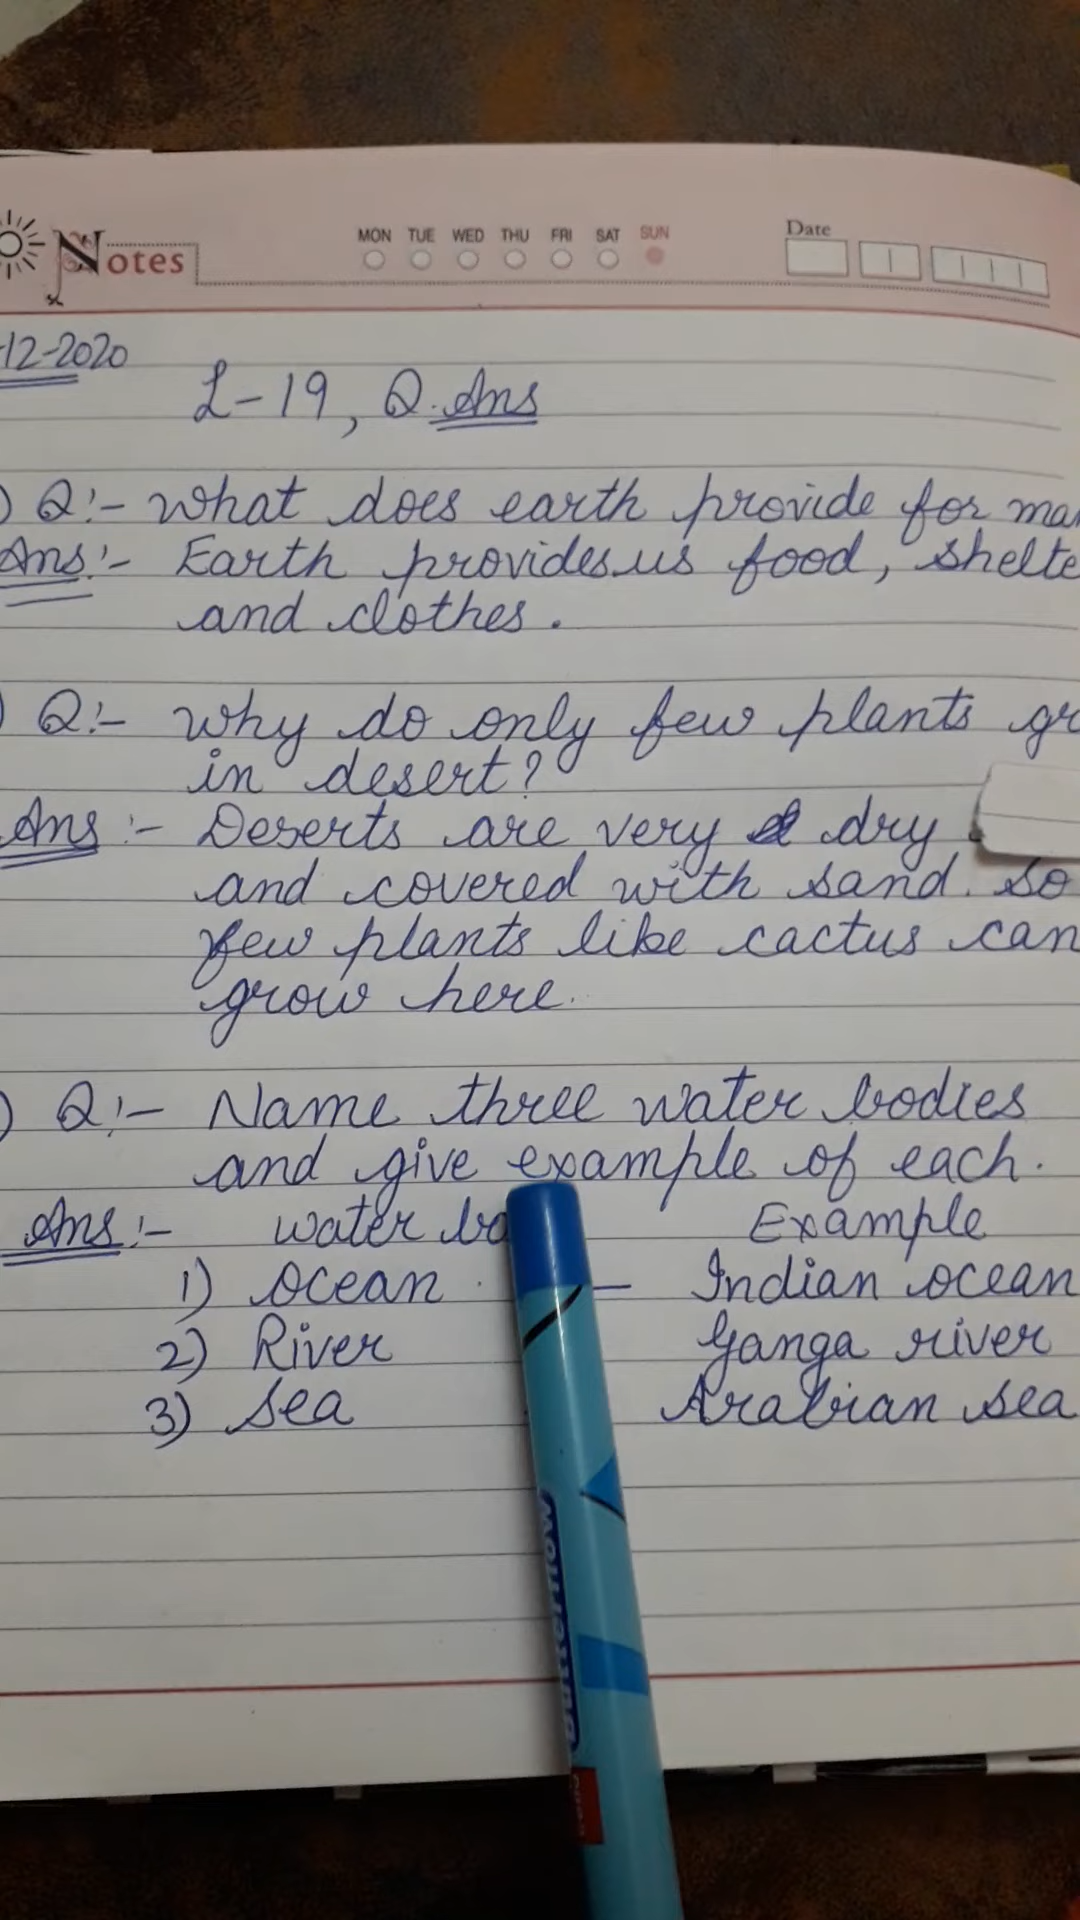 Notes
MON TUE WED THU FRI SAT SUN
Date
-12-2020
L-19, Q. Ans
) Q:- What does earth provide for
Ans:- Earth provides us food,
and clothes.
) Q:- Why do only few plants
in desert?
Ans:- Deserts are very dry
and covered with sand. So
few plants like cactus can
grow here.
) Q:- Name three water bodies
and give example of each.
Ans:- water Example
1) Ocean — Indian ocean
2) River Ganga river
3) Sea Arabian sea
Butterflow
cello